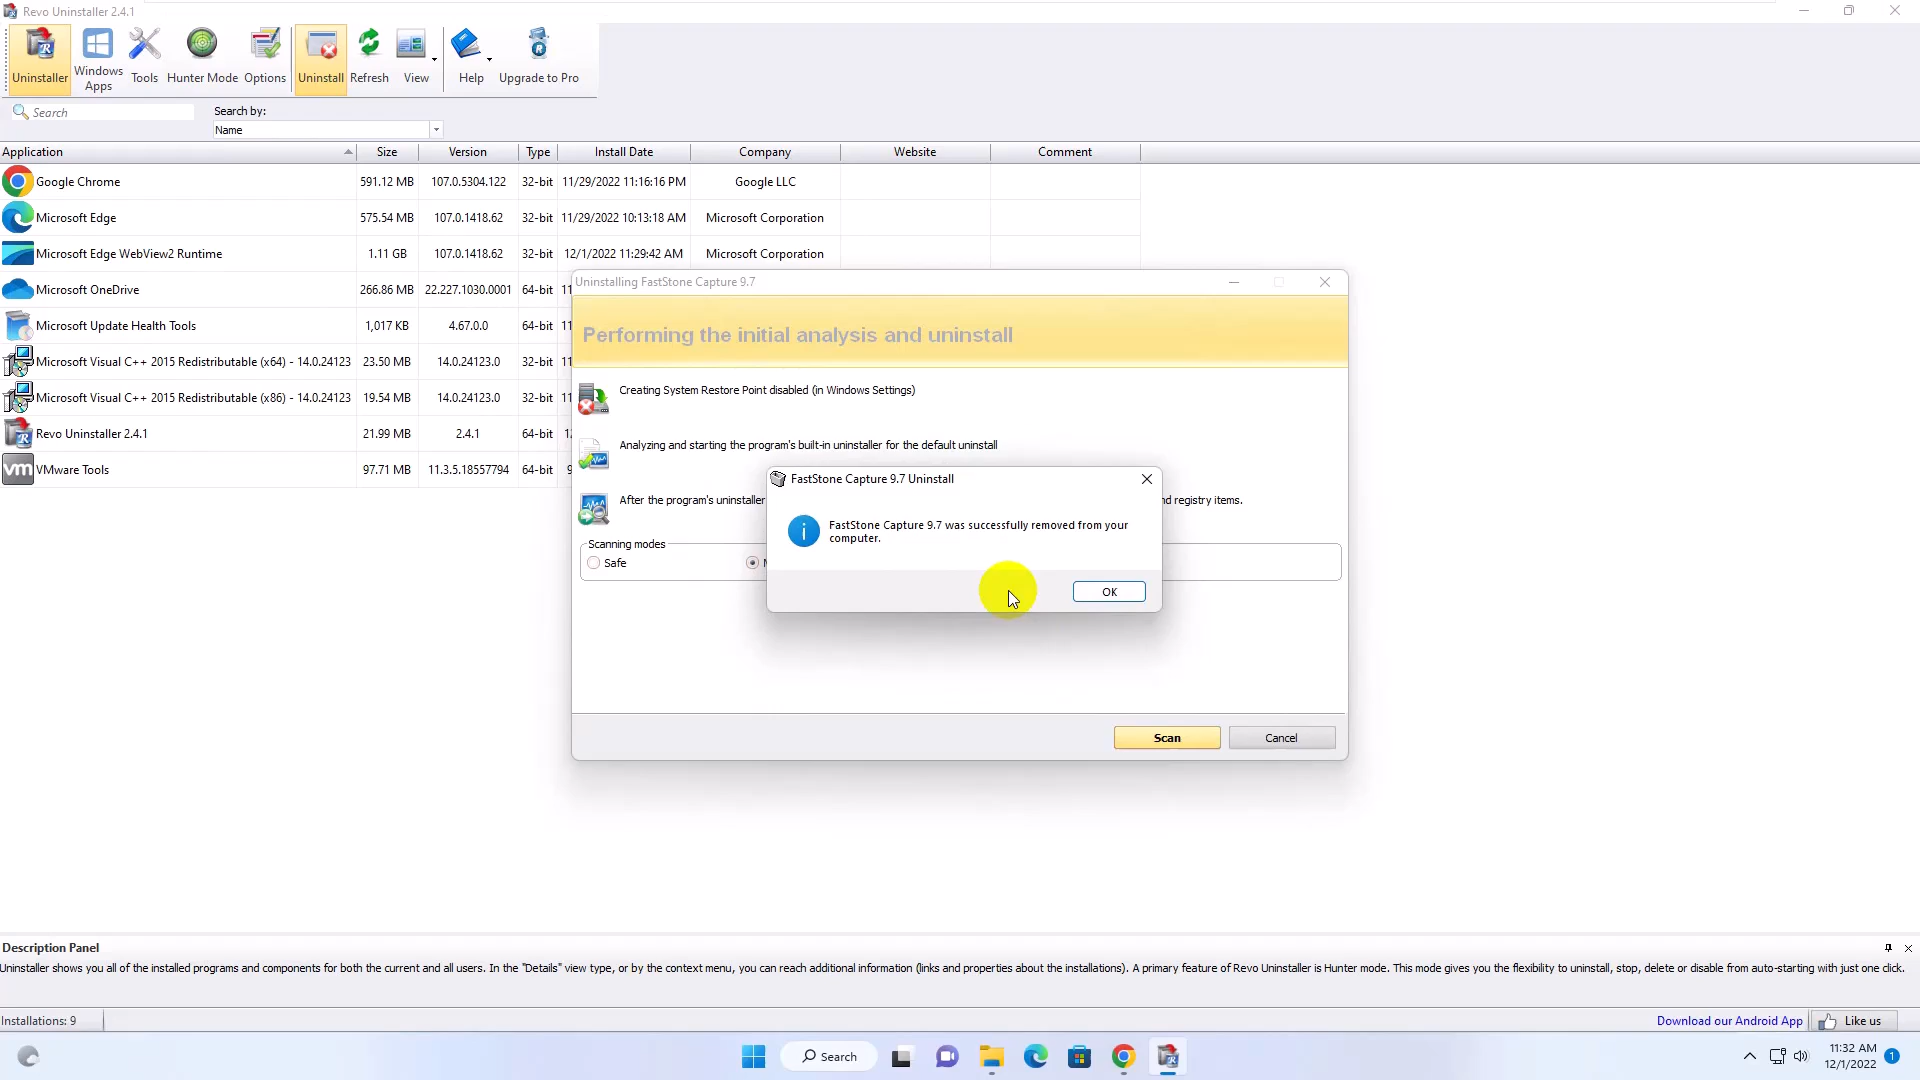 Revo Uninstaller 2.4.1
Uninstaller
Windows Apps
Tools
Hunter Mode
Options
Uninstall
Refresh
View
Help
Upgrade to Pro
Search
Search by:
Name
Application Size Version Type Install Date Company Website Comment
Google Chrome 591.12 MB 107.0.5304.122 32-bit 11/29/2022 11:16:16 PM Google LLC
Microsoft Edge 575.54 MB 107.0.1418.62 32-bit 11/29/2022 10:13:18 AM Microsoft Corporation
Microsoft Edge WebView2 Runtime 1.11 GB 107.0.1418.62 32-bit 12/1/2022 11:29:42 AM Microsoft Corporation
Microsoft OneDrive 266.86 MB 22.227.1030.0001 64-bit 11
Microsoft Update Health Tools 1,017 KB 4.67.0.0 64-bit 11
Microsoft Visual C++ 2015 Redistributable (x64) - 14.0.24123 23.50 MB 14.0.24123.0 32-bit 11
Microsoft Visual C++ 2015 Redistributable (x86) - 14.0.24123 19.54 MB 14.0.24123.0 32-bit 11
Revo Uninstaller 2.4.1 21.99 MB 2.4.1 64-bit
VMware Tools 97.71 MB 11.3.5.18557794 64-bit 9
Uninstalling FastStone Capture 9.7
Performing the initial analysis and uninstall
Creating System Restore Point disabled (in Windows Settings)
Analyzing and starting the program's built-in uninstaller for the default uninstall
After the program's uninstaller
registry items.
Scanning modes
Safe
FastStone Capture 9.7 Uninstall
FastStone Capture 9.7 was successfully removed from your
computer.
OK
Scan
Cancel
Description Panel
Uninstaller shows you all of the installed programs and components for both the current and all users. In the "Details" view type, or by the context menu, you can reach additional information (links and properties about the installations). A primary feature of Revo Uninstaller is Hunter mode. This mode gives you the flexibility to uninstall, stop, delete or disable from auto-starting with just one click.
Installations: 9
Download our Android App
Like us
Search
11:32 AM
12/1/2022
1